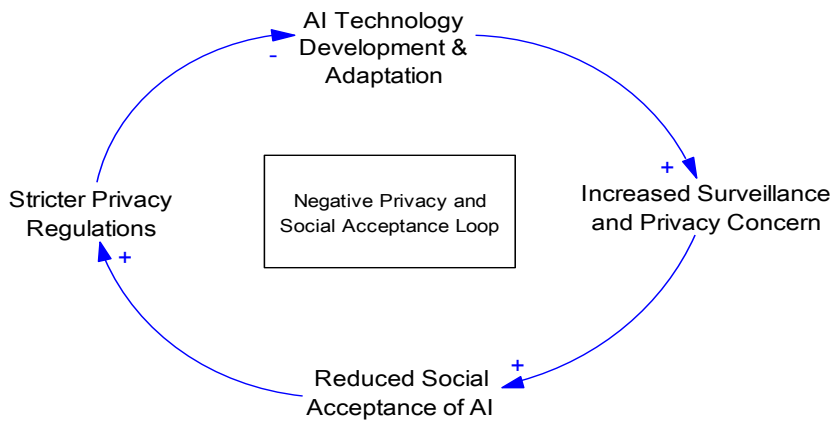 AI Technology
Development &
Adaptation
-
+
Increased Surveillance
and Privacy Concern
Negative Privacy and
Social Acceptance Loop
Stricter Privacy
Regulations
+
+
Reduced Social
Acceptance of AI